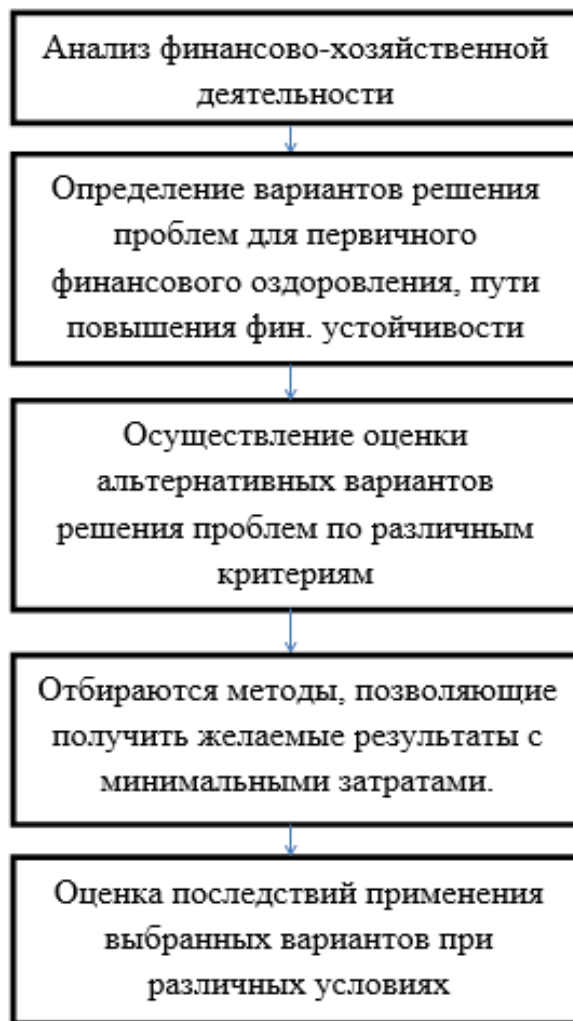 Анализ финансово-хозяйственной
деятельности
Определение вариантов решения
проблем для первичного
финансового оздоровления, пути
повышения фин. устойчивости
Осуществление оценки
альтернативных вариантов
решения проблем по различным
критериям
Отбираются методы, позволяющие
получить желаемые результаты с
минимальными затратами.
Оценка последствий применения
выбранных вариантов при
различных условиях